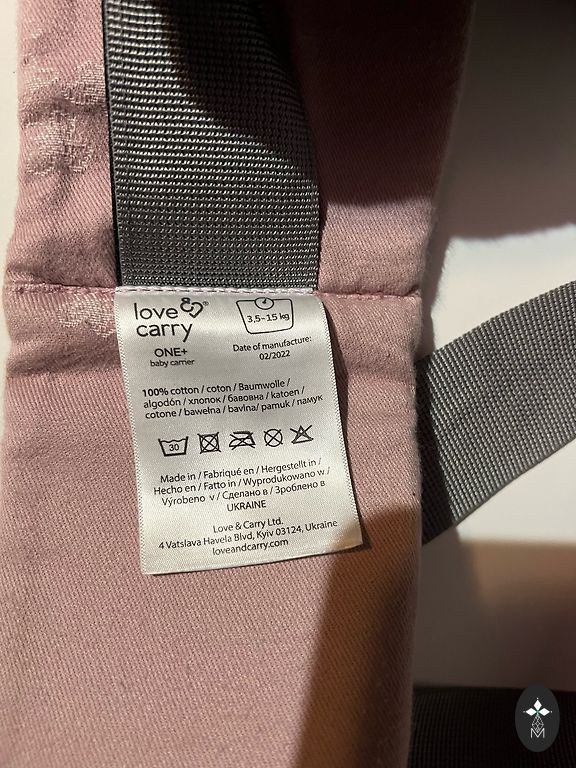 love & carry®
ONE+
baby carrier
3,5–15 kg
Date of manufacture:
02/2022
100% cotton / coton / Baumwolle /
algodón / хлопок / бавовна / katoen /
cotone / bawełna / bavlna / pamuk / памук
30
Made in / Fabriqué en / Hergestellt in /
Hecho en / Fatto in / Wyprodukowano w /
Výrobeno v / Сделано в / Зроблено в
UKRAINE
Love & Carry Ltd.
4 Vatslava Havela Blvd, Kyiv 03124, Ukraine
loveandcarry.com
M